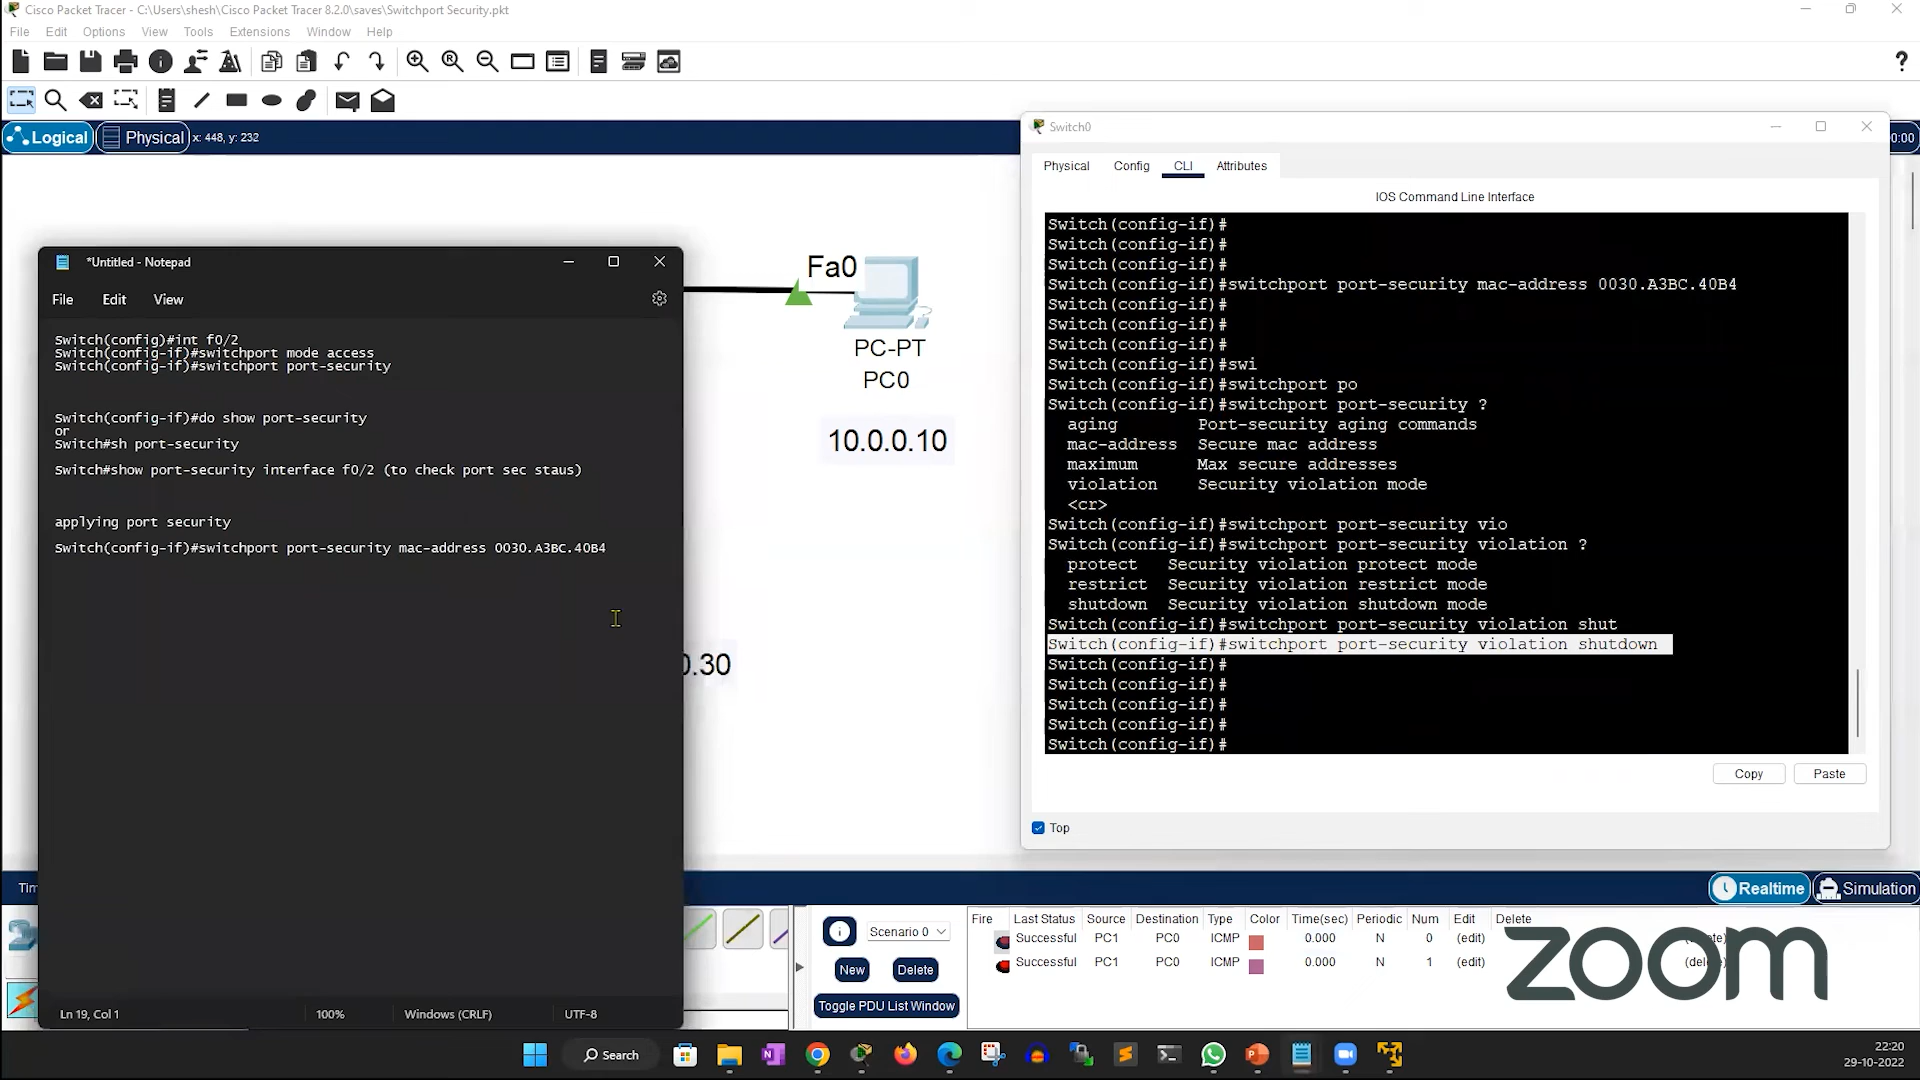 Cisco Packet Tracer - C:\Users\shesh\Cisco Packet Tracer 8.2.0\saves\Switchport Security.pkt
File Edit Options View Tools Extensions Window Help
?
Logical Physical x: 448, y: 232
0:00
Switch0
Physical Config CLI Attributes
IOS Command Line Interface
Switch(config-if)#
Switch(config-if)#
Switch(config-if)#
Switch(config-if)#switchport port-security mac-address 0030.A3BC.40B4
Switch(config-if)#
Switch(config-if)#
Switch(config-if)#
Switch(config-if)#swi
Switch(config-if)#switchport po
Switch(config-if)#switchport port-security ?
aging Port-security aging commands
mac-address Secure mac address
maximum Max secure addresses
violation Security violation mode
<cr>
Switch(config-if)#switchport port-security vio
Switch(config-if)#switchport port-security violation ?
protect Security violation protect mode
restrict Security violation restrict mode
shutdown Security violation shutdown mode
Switch(config-if)#switchport port-security violation shut
Switch(config-if)#switchport port-security violation shutdown
Switch(config-if)#
Switch(config-if)#
Switch(config-if)#
Switch(config-if)#
Switch(config-if)#
Copy Paste
Top
*Untitled - Notepad
File Edit View
Switch(config)#int f0/2
Switch(config-if)#switchport mode access
Switch(config-if)#switchport port-security
Switch(config-if)#do show port-security
or
Switch#sh port-security
Switch#show port-security interface f0/2 (to check port sec staus)
applying port security
Switch(config-if)#switchport port-security mac-address 0030.A3BC.40B4
Ln 19, Col 1 100% Windows (CRLF) UTF-8
Fa0
PC-PT
PC0
10.0.0.10
0.30
Tim
Realtime Simulation
Scenario 0
New Delete
Toggle PDU List Window
Fire Last Status Source Destination Type Color Time(sec) Periodic Num Edit Delete
Successful PC1 PC0 ICMP 0.000 N 0 (edit)
Successful PC1 PC0 ICMP 0.000 N 1 (edit)
zoom
Search
22:20
29-10-2022